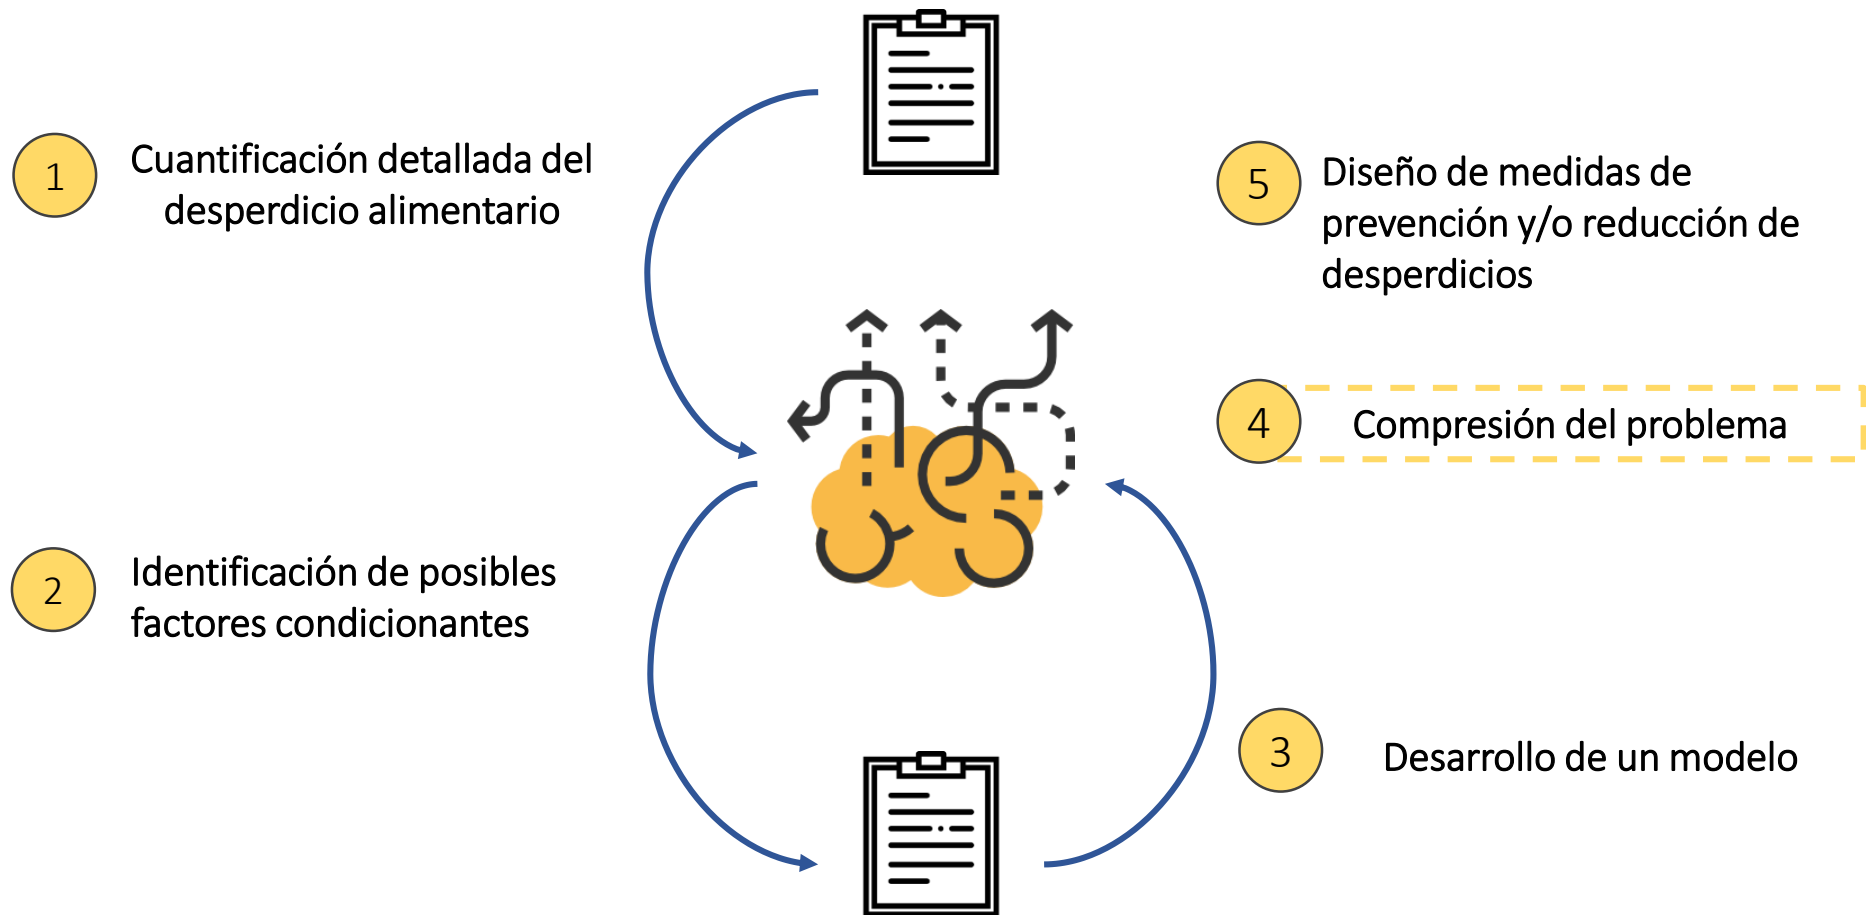 1
Cuantificación detallada del
desperdicio alimentario
2
Identificación de posibles
factores condicionantes
3
Desarrollo de un modelo
4
Compresión del problema
5
Diseño de medidas de
prevención y/o reducción de
desperdicios